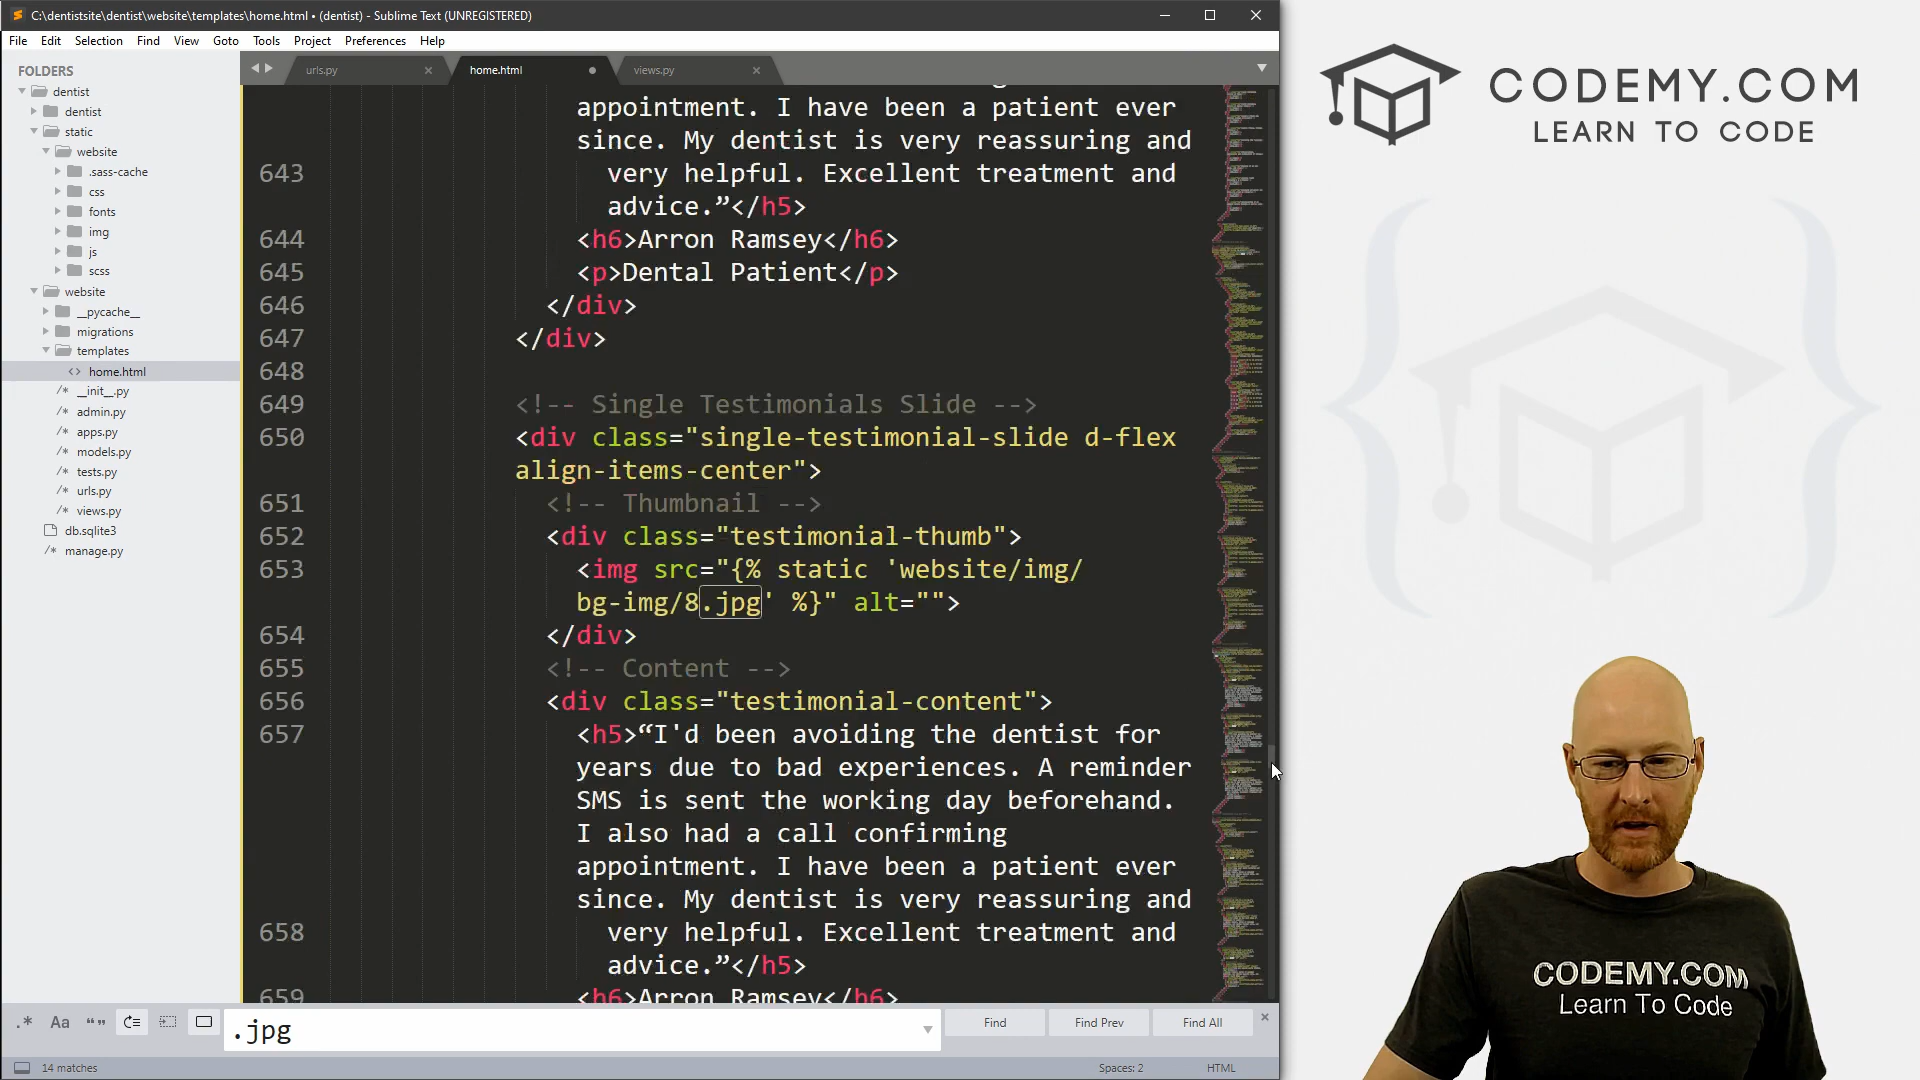 C:\dentistsite\dentist\website\templates\home.html • (dentist) - Sublime Text (UNREGISTERED)
File Edit Selection Find View Goto Tools Project Preferences Help
FOLDERS
dentist
dentist
static
website
.sass-cache
css
fonts
img
js
scss
website
__pycache__
migrations
templates
home.html
__init__.py
admin.py
apps.py
models.py
tests.py
urls.py
views.py
db.sqlite3
manage.py
urls.py home.html views.py
appointment. I have been a patient ever
since. My dentist is very reassuring and
643 very helpful. Excellent treatment and
advice.”</h5>
644 <h6>Arron Ramsey</h6>
645 <p>Dental Patient</p>
646 </div>
647 </div>
648
649 <!-- Single Testimonials Slide -->
650 <div class="single-testimonial-slide d-flex
align-items-center">
651 <!-- Thumbnail -->
652 <div class="testimonial-thumb">
653 <img src="{% static 'website/img/
bg-img/8.jpg' %}" alt="">
654 </div>
655 <!-- Content -->
656 <div class="testimonial-content">
657 <h5>“I'd been avoiding the dentist for
years due to bad experiences. A reminder
SMS is sent the working day beforehand.
I also had a call confirming
appointment. I have been a patient ever
since. My dentist is very reassuring and
658 very helpful. Excellent treatment and
advice.”</h5>
659 <h6>Arron Ramsey</h6>
.* Aa “ ” .jpg Find Find Prev Find All
14 matches Spaces: 2 HTML
CODEMY.COM
LEARN TO CODE
CODEMY.COM
Learn To Code